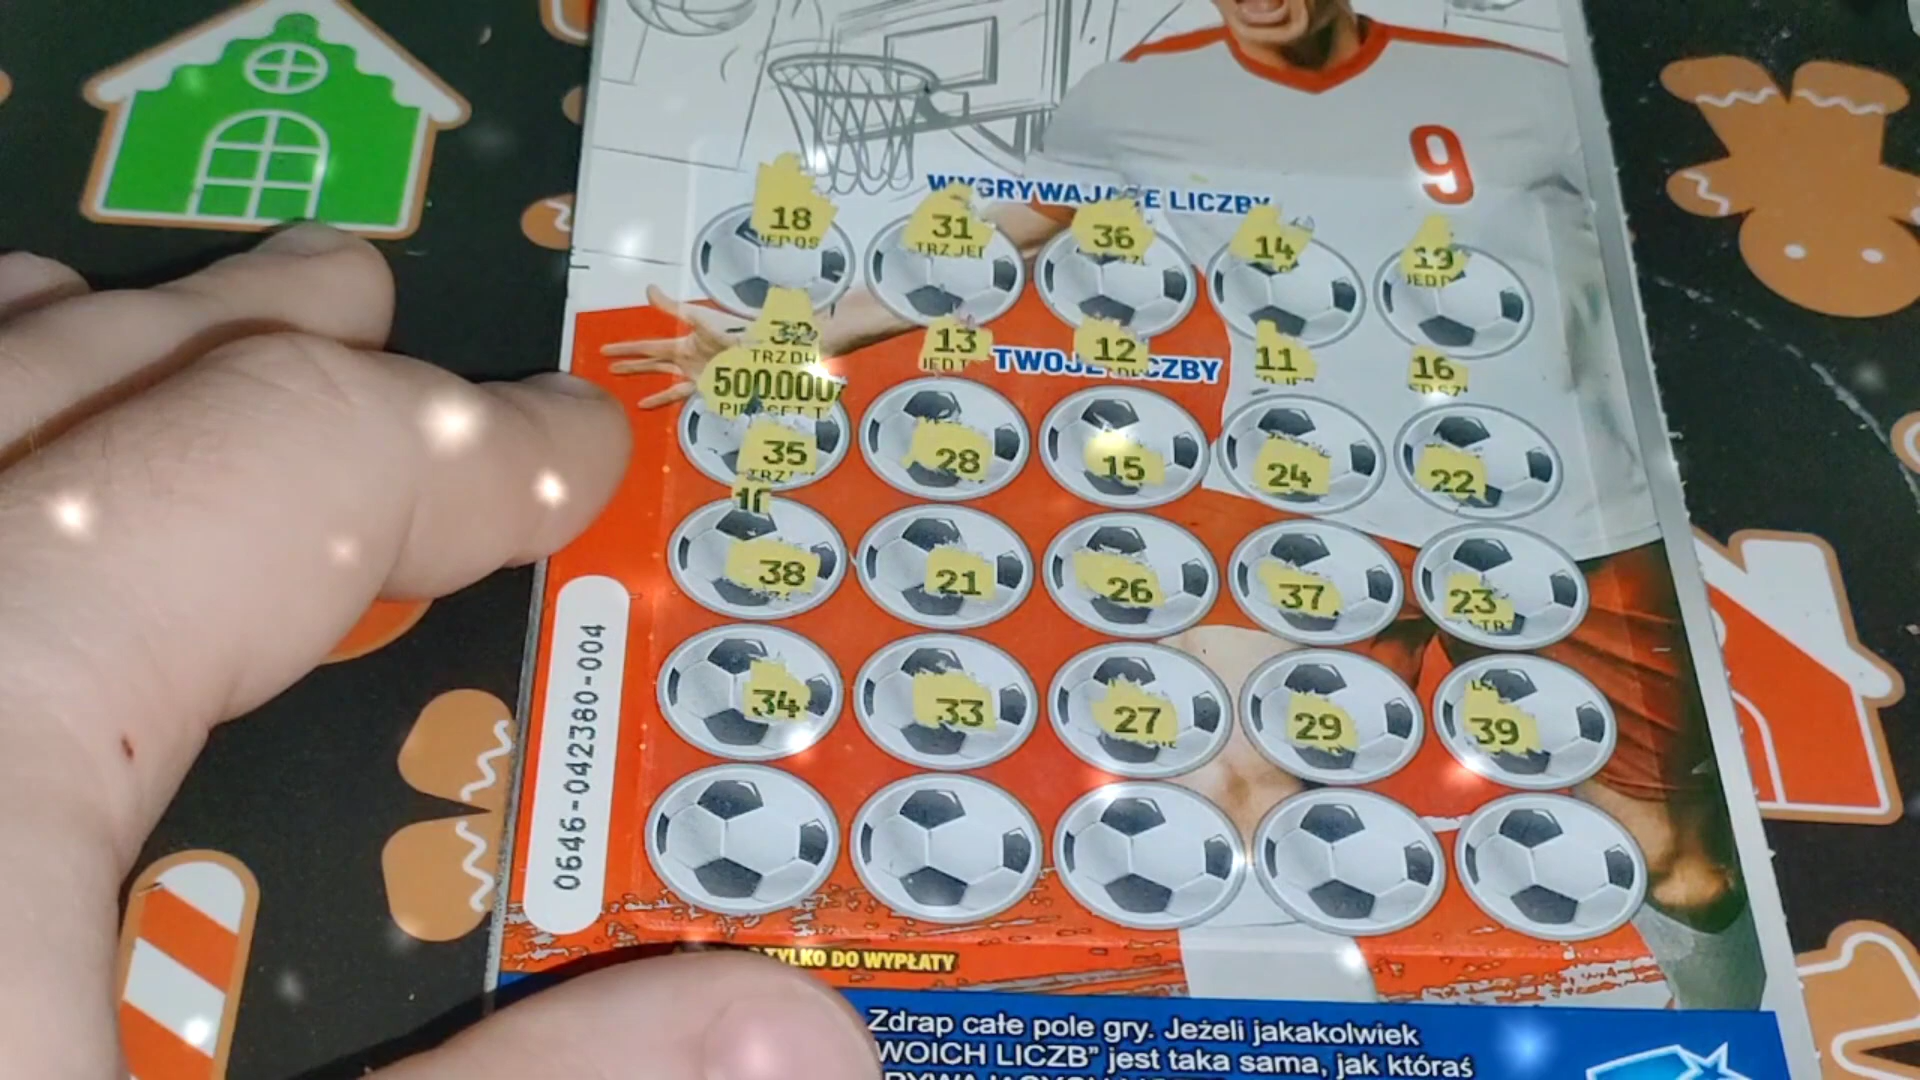 9
WYGRYWAJĄCE LICZBY
18 31 36 14 19
TRZJED
32 13 12 11 16
TRZDW
TWOJE LICZBY
500.000
35 28 15 24 22
38 21 26 37 23
34 33 27 29 39
0646-042380-004
TYLKO DO WYPŁATY
Zdrap całe pole gry. Jeżeli jakakolwiek
WOICH LICZB" jest taka sama, jak któraś